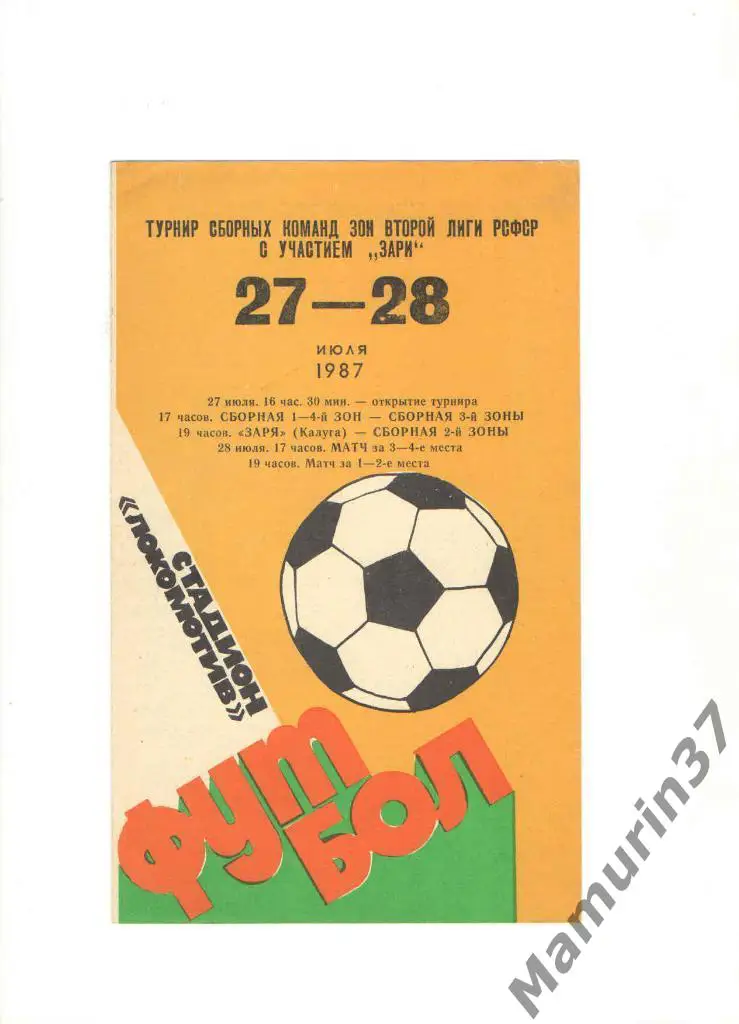 ТУРНИР СБОРНЫХ КОМАНД ЗОН ВТОРОЙ ЛИГИ РСФСР
С УЧАСТИЕМ „ЗАРИ“
27—28
ИЮЛЯ
1987
27 июля. 16 час. 30 мин. — открытие турнира
17 часов. СБОРНАЯ 1—4-й ЗОН — СБОРНАЯ 3-й ЗОНЫ
19 часов. «ЗАРЯ» (Калуга) — СБОРНАЯ 2-й ЗОНЫ
28 июля. 17 часов. МАТЧ за 3—4-е места
19 часов. Матч за 1—2-е места
СТАДИОН
«ЛОКОМОТИВ»
ФУТ
БОЛ
Mamurin37